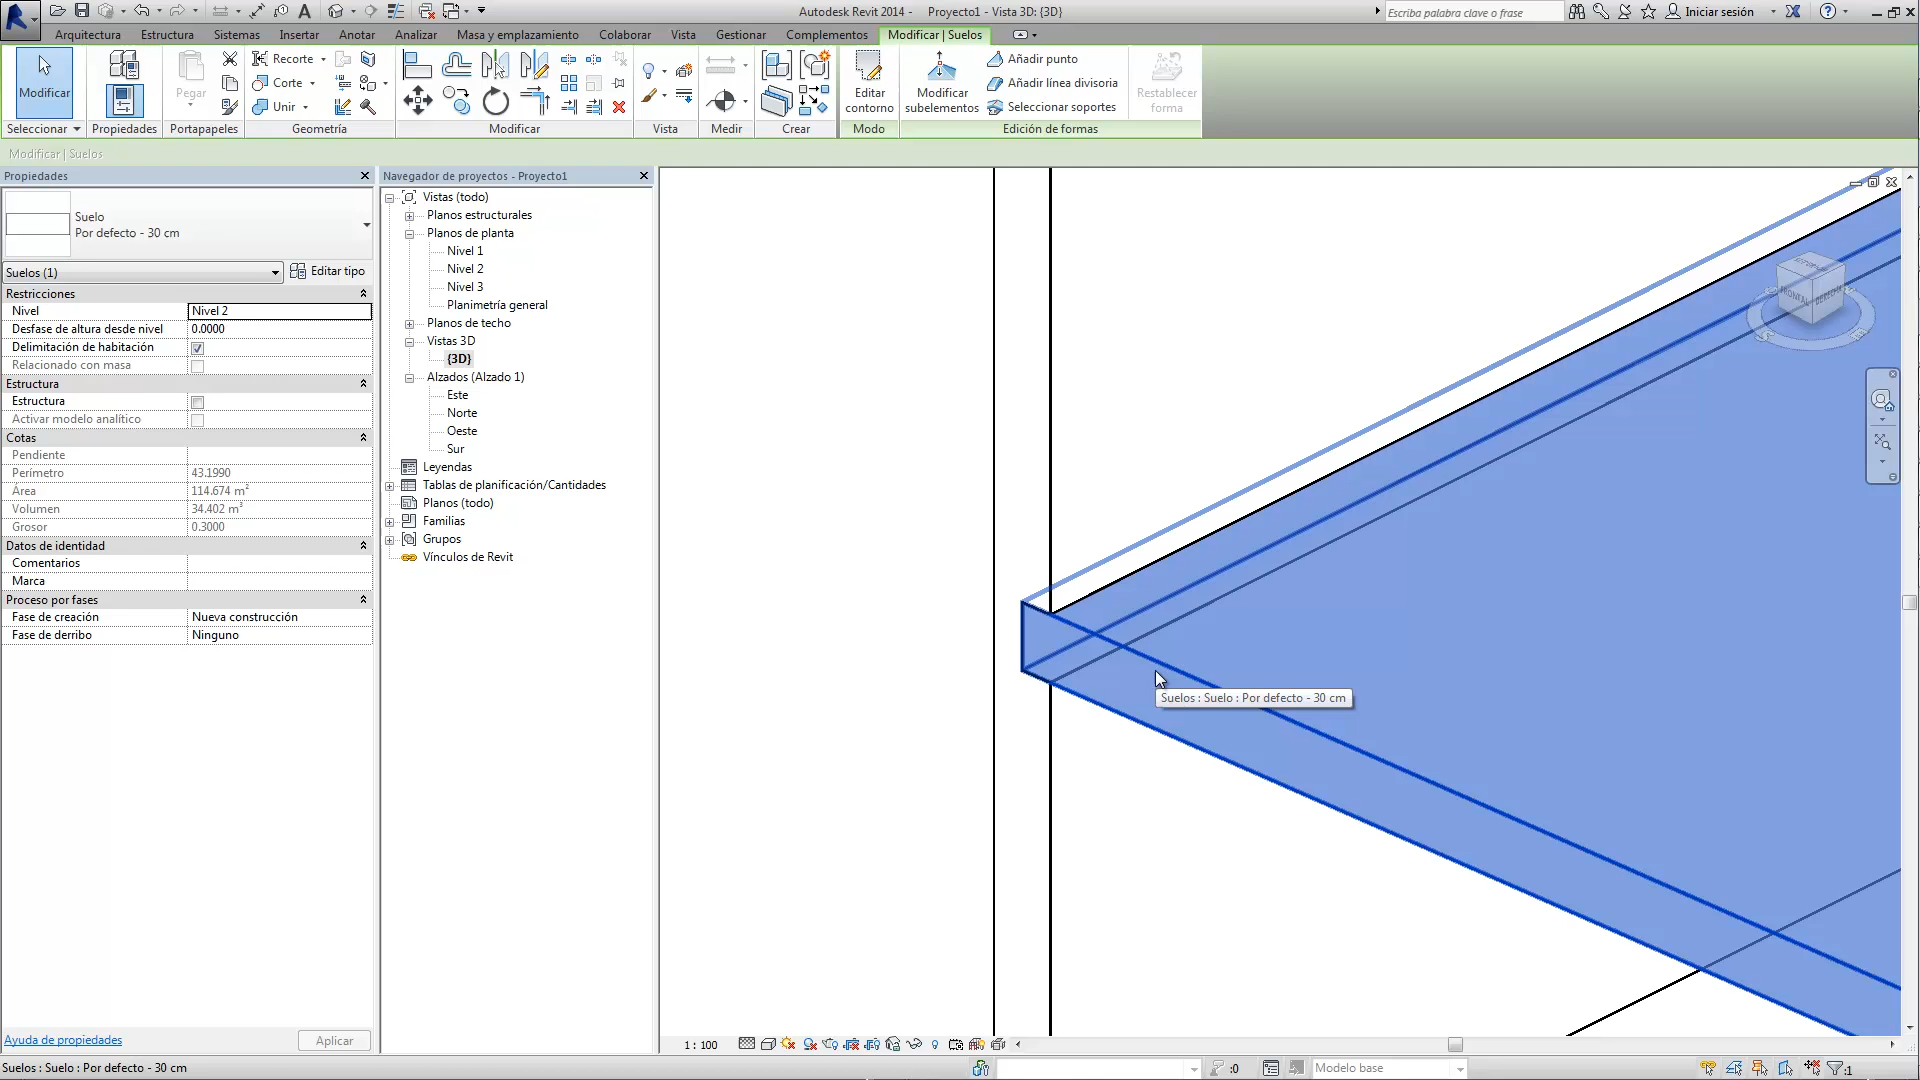 Autodesk Revit 2014 - Proyecto1 - Vista 3D: {3D}
Escriba palabra clave o frase
Iniciar sesión
Arquitectura Estructura Sistemas Insertar Anotar Analizar Masa y emplazamiento Colaborar Vista Gestionar Complementos Modificar | Suelos
Modificar
Pegar
Recorte
Corte
Unir
Editar contorno
Modificar subelementos
Añadir punto
Añadir línea divisoria
Seleccionar soportes
Restablecer forma
Seleccionar Propiedades Portapapeles Geometría Modificar Vista Medir Crear Modo Edición de formas
Modificar | Suelos
Propiedades
Suelo
Por defecto - 30 cm
Suelos (1)
Editar tipo
Restricciones
Nivel Nivel 2
Desfase de altura desde nivel 0.0000
Delimitación de habitación
Relacionado con masa
Estructura
Estructura
Activar modelo analítico
Cotas
Pendiente
Perímetro 43.1990
Área 114.674 m²
Volumen 34.402 m³
Grosor 0.3000
Datos de identidad
Comentarios
Marca
Proceso por fases
Fase de creación Nueva construcción
Fase de derribo Ninguno
Ayuda de propiedades
Aplicar
Navegador de proyectos - Proyecto1
Vistas (todo)
Planos estructurales
Planos de planta
Nivel 1
Nivel 2
Nivel 3
Planimetría general
Planos de techo
Vistas 3D
{3D}
Alzados (Alzado 1)
Este
Norte
Oeste
Sur
Leyendas
Tablas de planificación/Cantidades
Planos (todo)
Familias
Grupos
Vínculos de Revit
FRONTAL
Suelos : Suelo : Por defecto - 30 cm
1 : 100
Suelos : Suelo : Por defecto - 30 cm
:0
Modelo base
:1